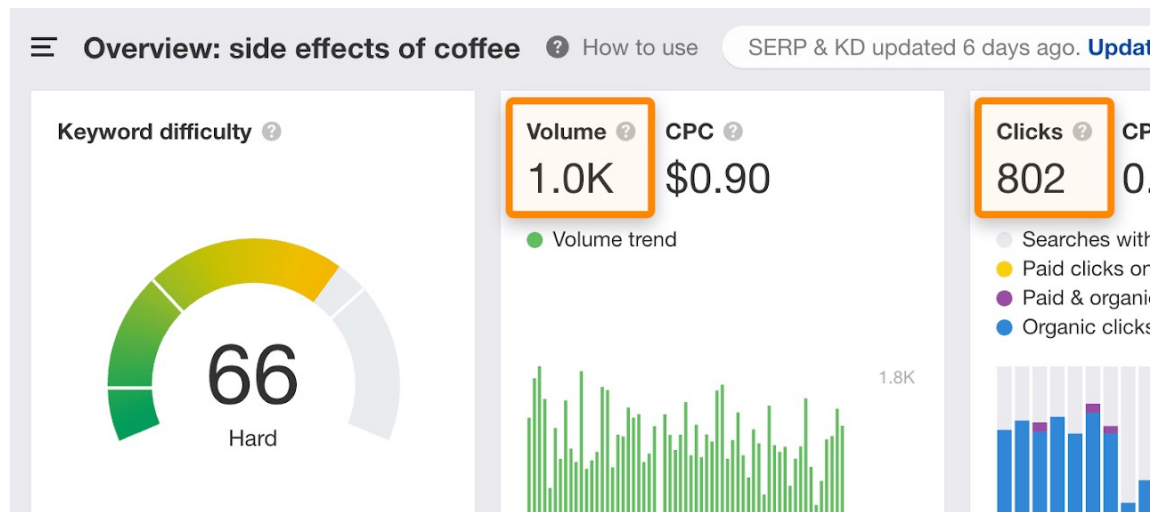 Overview: side effects of coffee ? How to use SERP & KD updated 6 days ago.
Keyword difficulty ?
66
Hard
Volume ? CPC ?
1.0K $0.90
Volume trend
1.8K
Clicks ?
802
Searches
Paid clicks
Paid &
Organic clicks